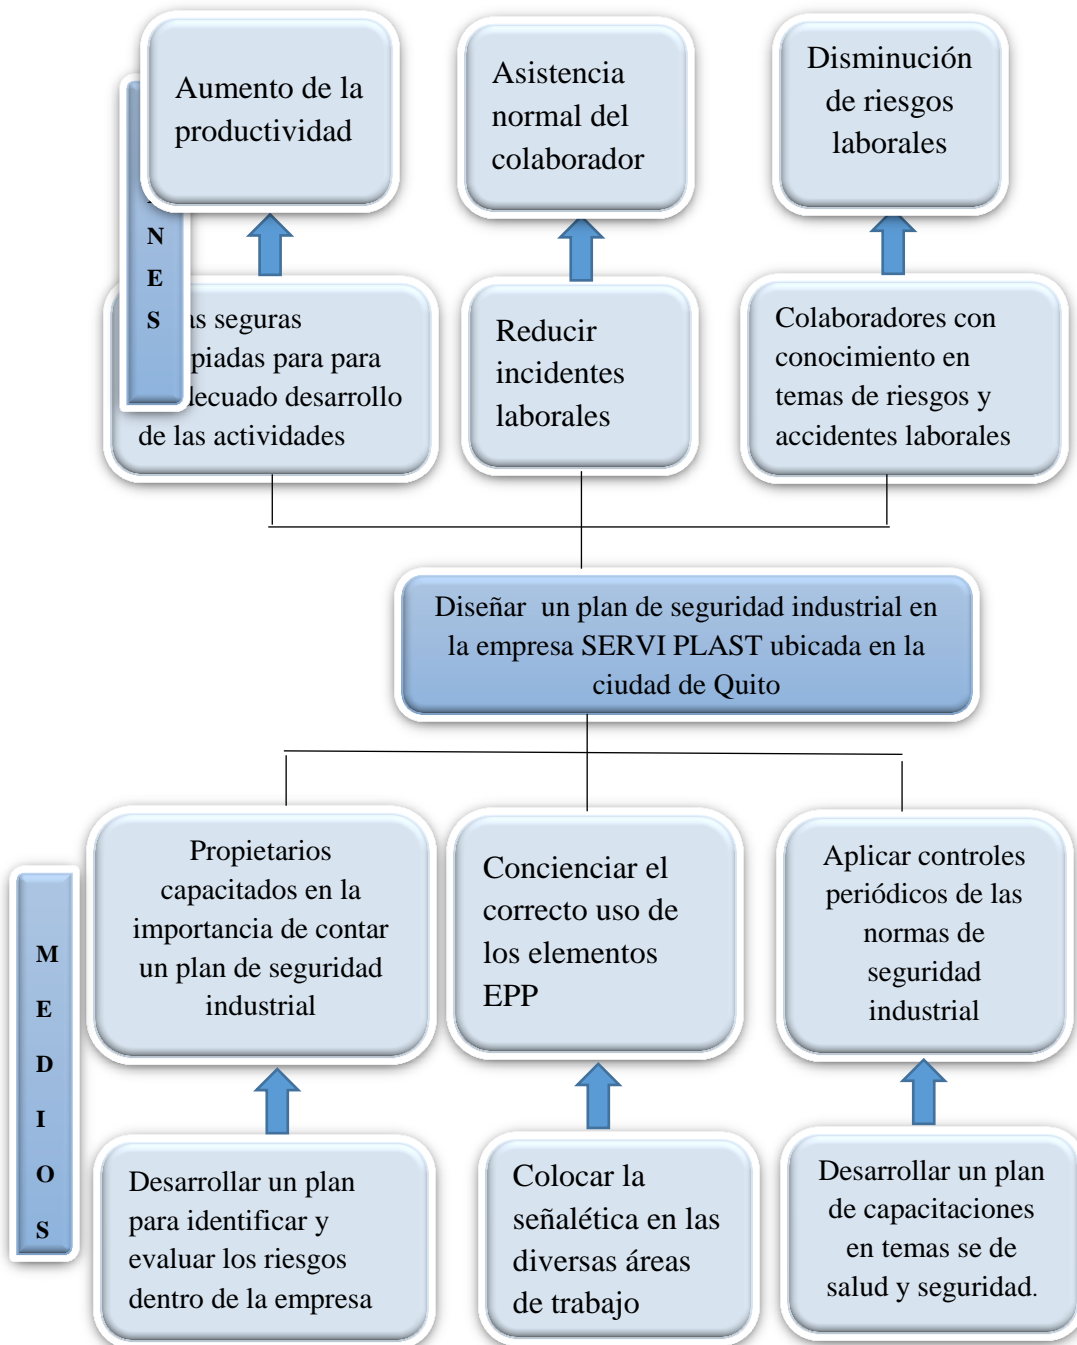 Aumento de la
productividad
Asistencia
normal del
colaborador
Disminución
de riesgos
laborales
N
E
S
seguras
para para
desarrollo
de las actividades
Reducir
incidentes
laborales
Colaboradores con
conocimiento en
temas de riesgos y
accidentes laborales
Diseñar un plan de seguridad industrial en
la empresa SERVI PLAST ubicada en la
ciudad de Quito
Propietarios
capacitados en la
importancia de contar
un plan de seguridad
industrial
Concienciar el
correcto uso de
los elementos
EPP
Aplicar controles
periódicos de las
normas de
seguridad
industrial
M
E
D
I
O
S
Desarrollar un plan
para identificar y
evaluar los riesgos
dentro de la empresa
Colocar la
señalética en las
diversas áreas
de trabajo
Desarrollar un plan
de capacitaciones
en temas se de
salud y seguridad.